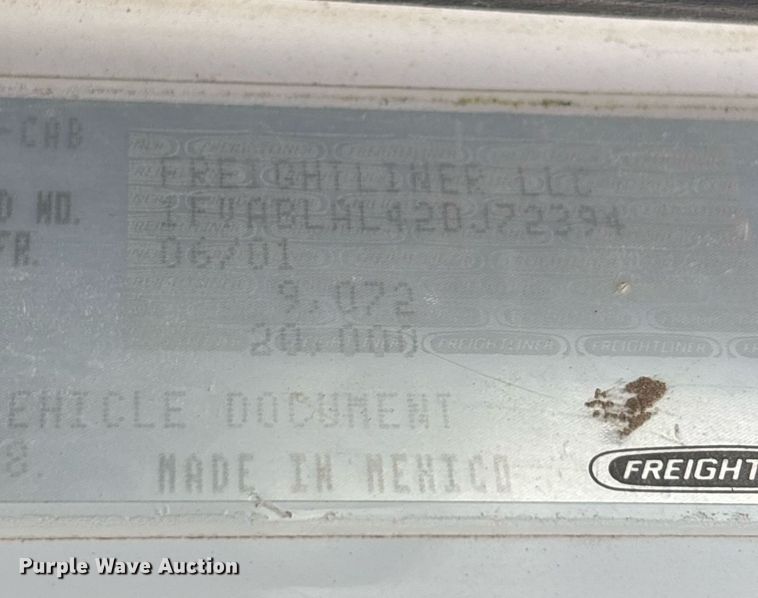 -CAB
FREIGHTLINER LLC
D NO. 1FVABLAL42DJ72394
FR. 06/01
9,072
20,000
FREIGHTLINER FREIGHTLINER
EHICLE DOCUMENT
8. MADE IN MEXICO
FREIGHT
Purple Wave Auction